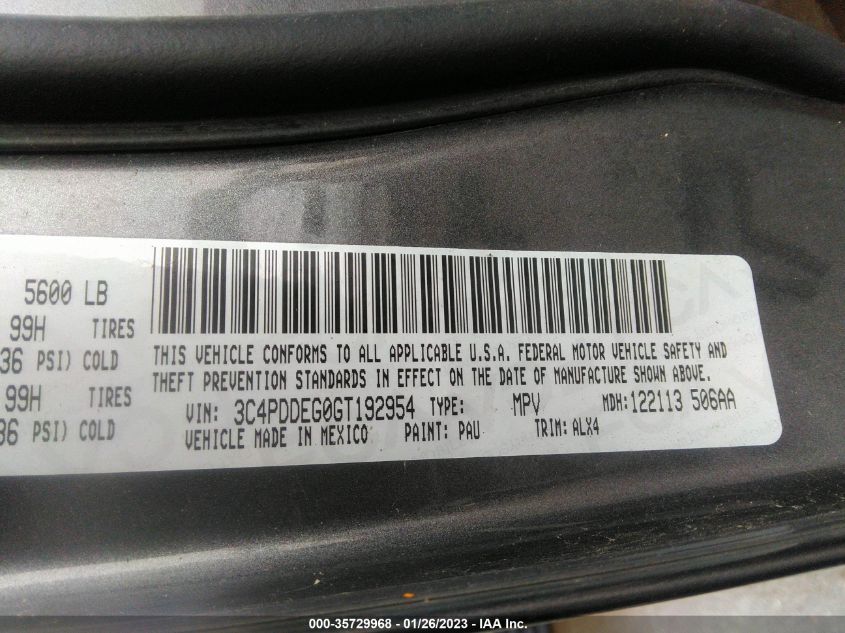 5600 LB
99H TIRES
36 PSI) COLD
99H TIRES
36 PSI) COLD
THIS VEHICLE CONFORMS TO ALL APPLICABLE U.S.A. FEDERAL MOTOR VEHICLE SAFETY AND
THEFT PREVENTION STANDARDS IN EFFECT ON THE DATE OF MANUFACTURE SHOWN ABOVE.
VIN: 3C4PDDEG0GT192954 TYPE: MPV MDH: 122113 506AA
VEHICLE MADE IN MEXICO PAINT: PAU TRIM: ALX4
000-35729968 - 01/26/2023 - IAA Inc.